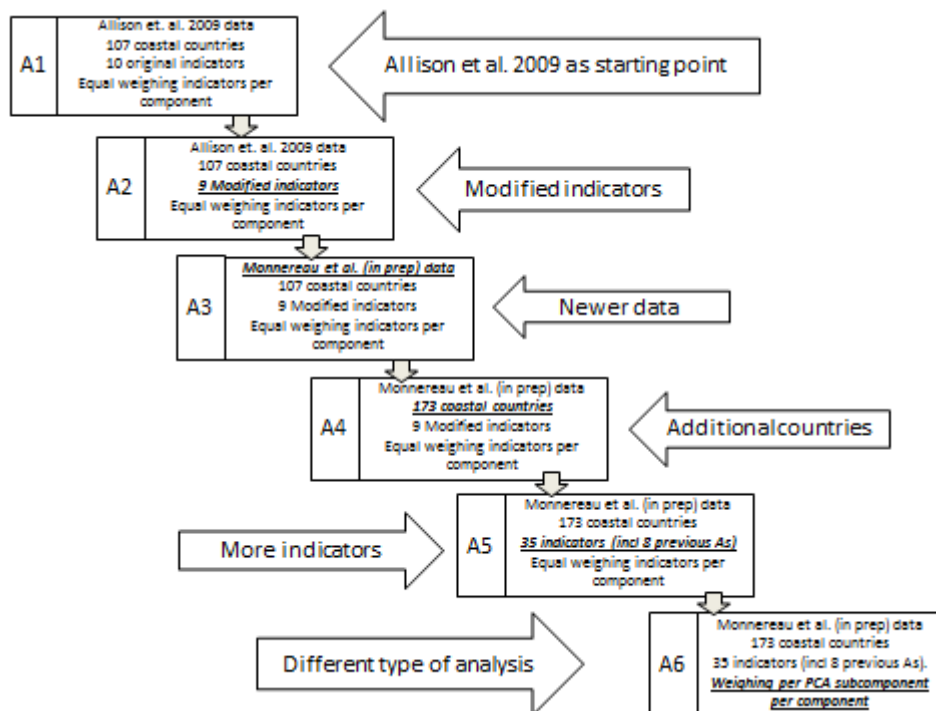 Allison et. al. 2009 data
107 coastal countries
A1
10 original indicators
Equal weighing indicators per
component
Allison et al. 2009 as starting point
Allison et. al. 2009 data
107 coastal countries
A2
9 Modified indicators
Equal weighing indicators per
component
Modified indicators
Monnereau et al. (in prep) data
107 coastal countries
A3
9 Modified indicators
Equal weighing indicators per
component
Newer data
Monnereau et al. (in prep) data
173 coastal countries
A4
9 Modified indicators
Equal weighing indicators per
component
Additional countries
Monnereau et al. (in prep) data
173 coastal countries
More indicators
A5
35 indicators (incl 8 previous As)
Equal weighing indicators per
component
Monnereau et al. (in prep) data
173 coastal countries
Different type of analysis
A6
35 indicators (incl 8 previous As).
Weighing per PCA subcomponent
per component